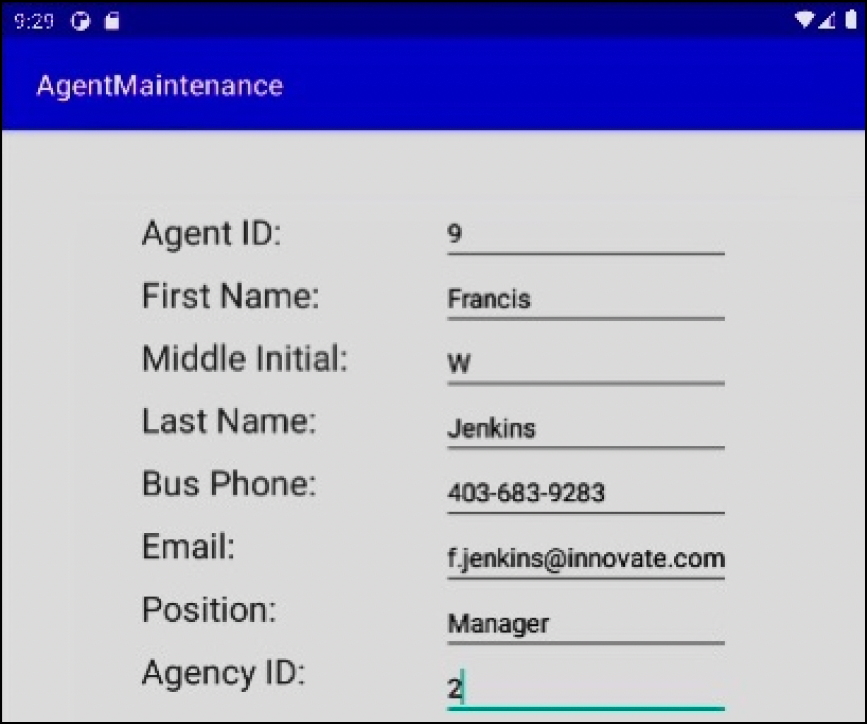 9:29
AgentMaintenance
Agent ID: 9
First Name: Francis
Middle Initial: W
Last Name: Jenkins
Bus Phone: 403-683-9283
Email: f.jenkins@innovate.com
Position: Manager
Agency ID: 2